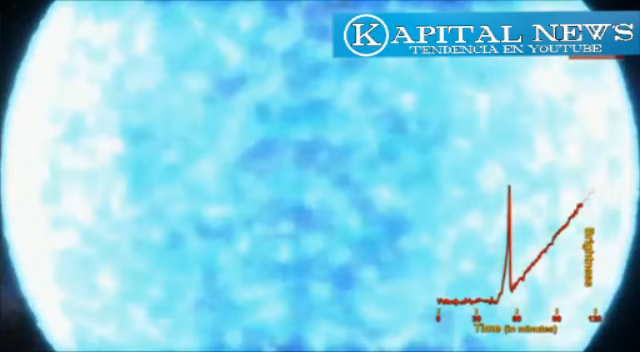 KAPITAL NEWS
TENDENCIA EN YOUTUBE
Brightness
0 30 60 90 120
Time (in minutes)